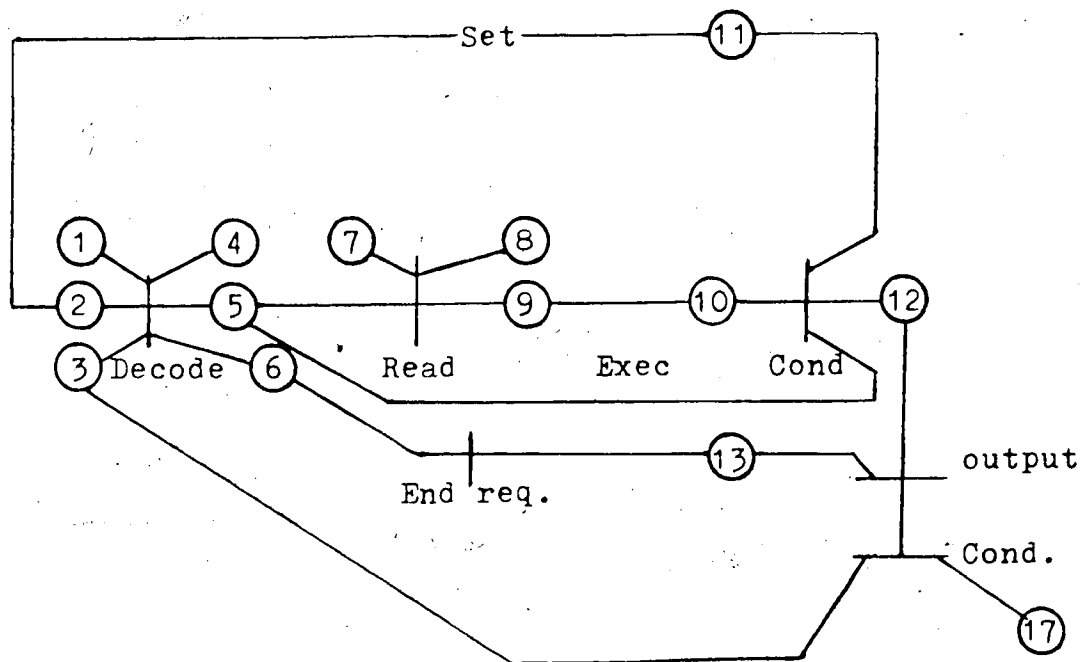 Set 11
1 4 7 8
2 5 9 10 12
3 Decode 6 Read Exec Cond
13 output
End req.
Cond.
17